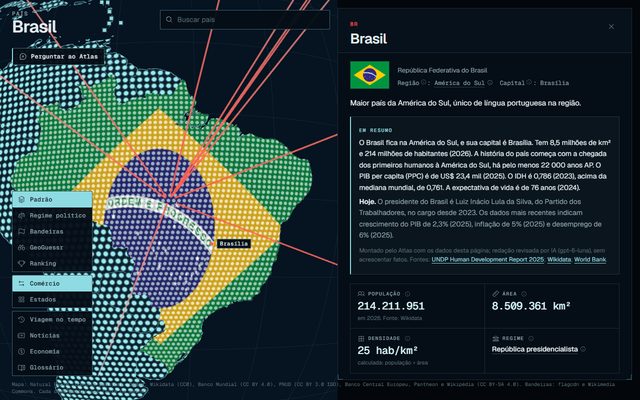 PAÍS
Brasil
Buscar país
Perguntar ao Atlas
ORDEM E PROGRESSO
Brasília
Padrão
Regime político
Bandeiras
GeoGuessr
Ranking
Comércio
Estados
Viagem no tempo
Notícias
Economia
Glossário
BR
Brasil
República Federativa do Brasil
Região : América do Sul Capital : Brasília
Maior país da América do Sul, único de língua portuguesa na região.
EM RESUMO
O Brasil fica na América do Sul, e sua capital é Brasília. Tem 8,5 milhões de km²
e 214 milhões de habitantes (2026). A história do país começa com a chegada
dos primeiros humanos à América do Sul, há pelo menos 22 000 anos AP. O
PIB per capita (PPC) é de US$ 23,4 mil (2025). O IDH é 0,786 (2023), acima da
mediana mundial, de 0,761. A expectativa de vida é de 76 anos (2024).
Hoje. O presidente do Brasil é Luiz Inácio Lula da Silva, do Partido dos
Trabalhadores, no cargo desde 2023. Os dados mais recentes indicam
crescimento do PIB de 2,3% (2025), inflação de 5% (2025) e desemprego de
6% (2025).
Montado pelo Atlas com os dados desta página; redação revisada por IA (gpt-6-luna), sem
acrescentar fatos. Fontes: UNDP Human Development Report 2025, Wikidata, World Bank.
POPULAÇÃO
214.211.951
em 2026. Fonte: Wikidata
ÁREA
8.509.361 km²
DENSIDADE
25 hab/km²
calculada: população ÷ área
REGIME
República presidencialista
Mapa: Natural Wikidata (CC0), Banco Mundial (CC BY 4.0), PNUD (CC BY 3.0 IGO), Banco Central Europeu, Pantheon e Wikipédia (CC BY-SA 4.0). Bandeiras: flagcdn e Wikimedia
Commons.